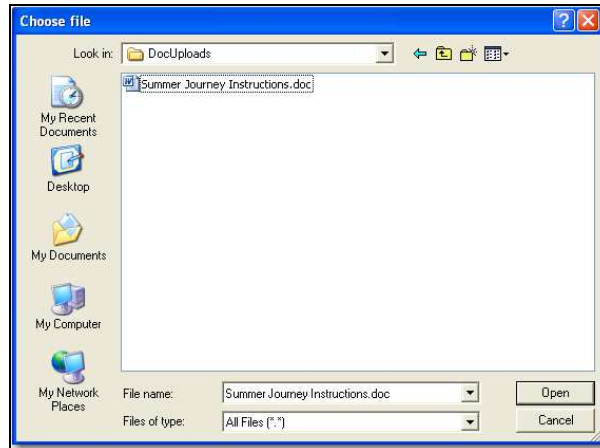 Choose file
Look in: DocUploads
Summer Journey Instructions.doc
My Recent
Documents
Desktop
My Documents
My Computer
My Network
Places
File name: Summer Journey Instructions.doc Open
Files of type: All Files (*.*) Cancel